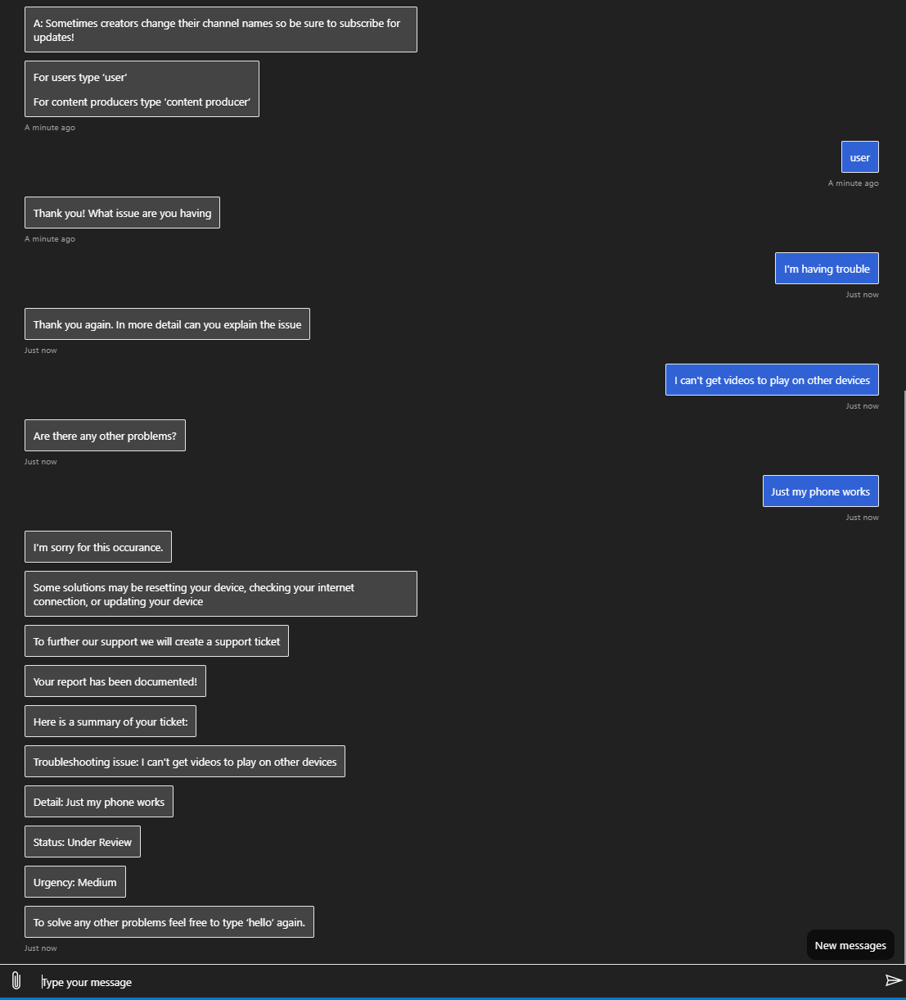 A: Sometimes creators change their channel names so be sure to subscribe for
updates!
For users type ‘user’
For content producers type ‘content producer’
A minute ago
user
A minute ago
Thank you! What issue are you having
A minute ago
I'm having trouble
Just now
Thank you again. In more detail can you explain the issue
Just now
I can't get videos to play on other devices
Just now
Are there any other problems?
Just now
Just my phone works
Just now
I’m sorry for this occurance.
Some solutions may be resetting your device, checking your internet
connection, or updating your device
To further our support we will create a support ticket
Your report has been documented!
Here is a summary of your ticket:
Troubleshooting issue: I can’t get videos to play on other devices
Detail: Just my phone works
Status: Under Review
Urgency: Medium
To solve any other problems feel free to type ‘hello’ again.
Just now
New messages
Type your message